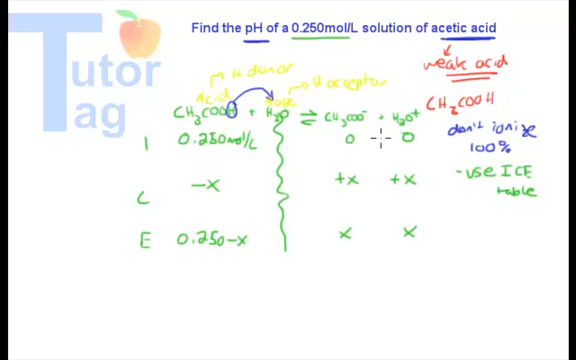 Find the pH of a 0.250mol/L solution of acetic acid
Tutor
Tag
weak acid
H donor
H acceptor
Acid
Base
CH3COOH
CH3COOH + H2O ⇌ CH3COO- + H3O+
don't ionize
100%
I 0.250mol/L 0 0
-use ICE
table
C -x +x +x
E 0.250-x x x